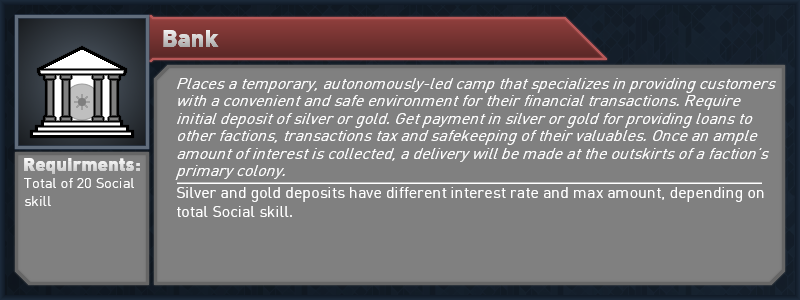 Bank
Places a temporary, autonomously-led camp that specializes in providing customers
with a convenient and safe environment for their financial transactions. Require
initial deposit of silver or gold. Get payment in silver or gold for providing loans to
other factions, transactions tax and safekeeping of their valuables. Once an ample
amount of interest is collected, a delivery will be made at the outskirts of a faction's
primary colony.
Silver and gold deposits have different interest rate and max amount, depending on
total Social skill.
Requirments:
Total of 20 Social
skill